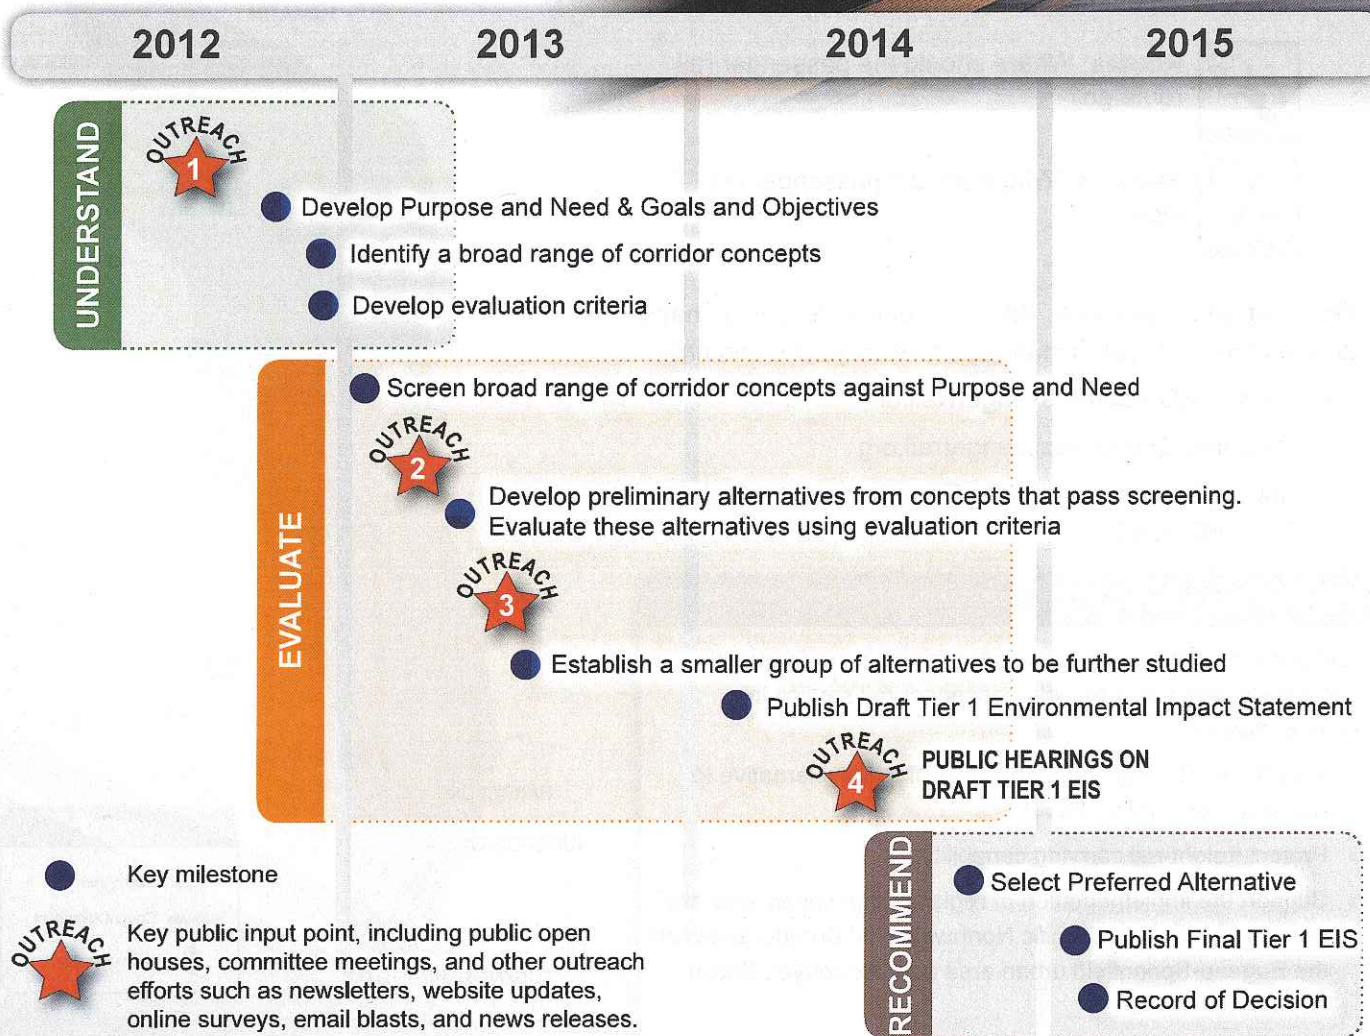 2012 2013 2014 2015
UNDERSTAND
OUTREACH
1
Develop Purpose and Need & Goals and Objectives
Identify a broad range of corridor concepts
Develop evaluation criteria
EVALUATE
Screen broad range of corridor concepts against Purpose and Need
OUTREACH
2
Develop preliminary alternatives from concepts that pass screening.
Evaluate these alternatives using evaluation criteria
OUTREACH
3
Establish a smaller group of alternatives to be further studied
Publish Draft Tier 1 Environmental Impact Statement
OUTREACH
4
PUBLIC HEARINGS ON
DRAFT TIER 1 EIS
RECOMMEND
Select Preferred Alternative
Publish Final Tier 1 EIS
Record of Decision
Key milestone
OUTREACH
Key public input point, including public open
houses, committee meetings, and other outreach
efforts such as newsletters, website updates,
online surveys, email blasts, and news releases.